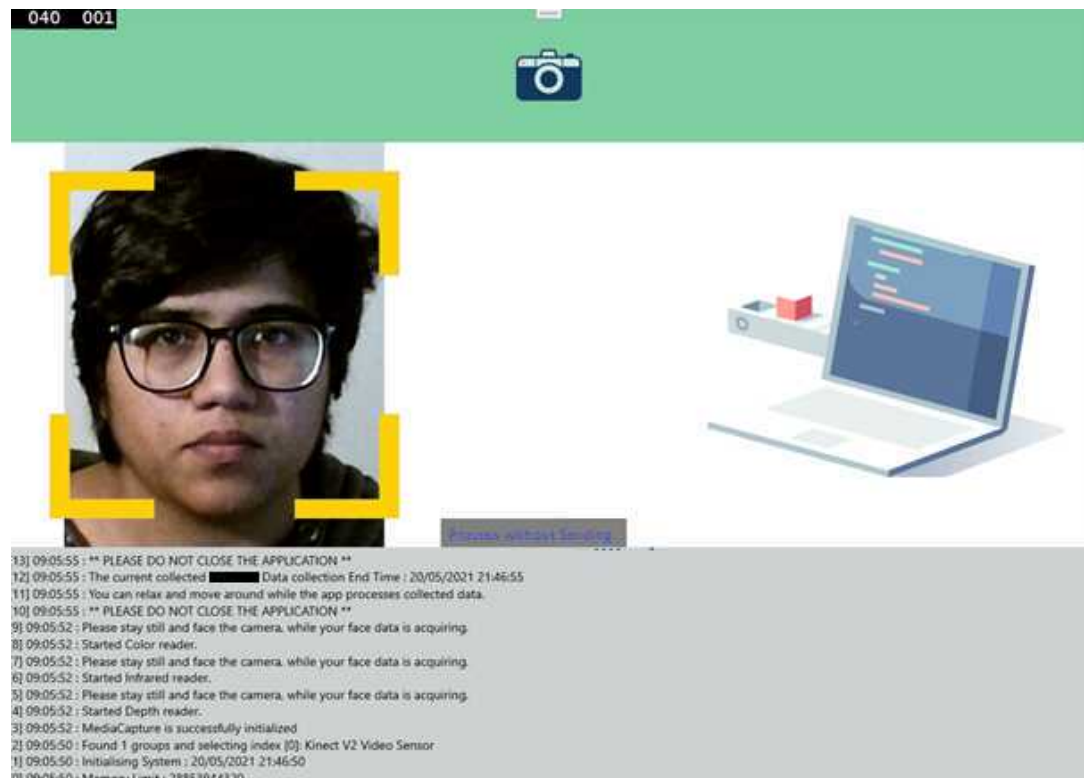 040 001
Preview without Sending
[13] 09:05:55 : ** PLEASE DO NOT CLOSE THE APPLICATION **
[12] 09:05:55 : The current collected Data collection End Time : 20/05/2021 21:46:55
[11] 09:05:55 : You can relax and move around while the app processes collected data.
[10] 09:05:55 : ** PLEASE DO NOT CLOSE THE APPLICATION **
9] 09:05:52 : Please stay still and face the camera, while your face data is acquiring.
8] 09:05:52 : Started Color reader.
7] 09:05:52 : Please stay still and face the camera, while your face data is acquiring.
6] 09:05:52 : Started Infrared reader.
5] 09:05:52 : Please stay still and face the camera, while your face data is acquiring.
4] 09:05:52 : Started Depth reader.
3] 09:05:52 : MediaCapture is successfully initialized
2] 09:05:50 : Found 1 groups and selecting index [0]: Kinect V2 Video Sensor
1] 09:05:50 : Initialising System : 20/05/2021 21:46:50
0] 09:05:50 : Memory Limit : 28853944320